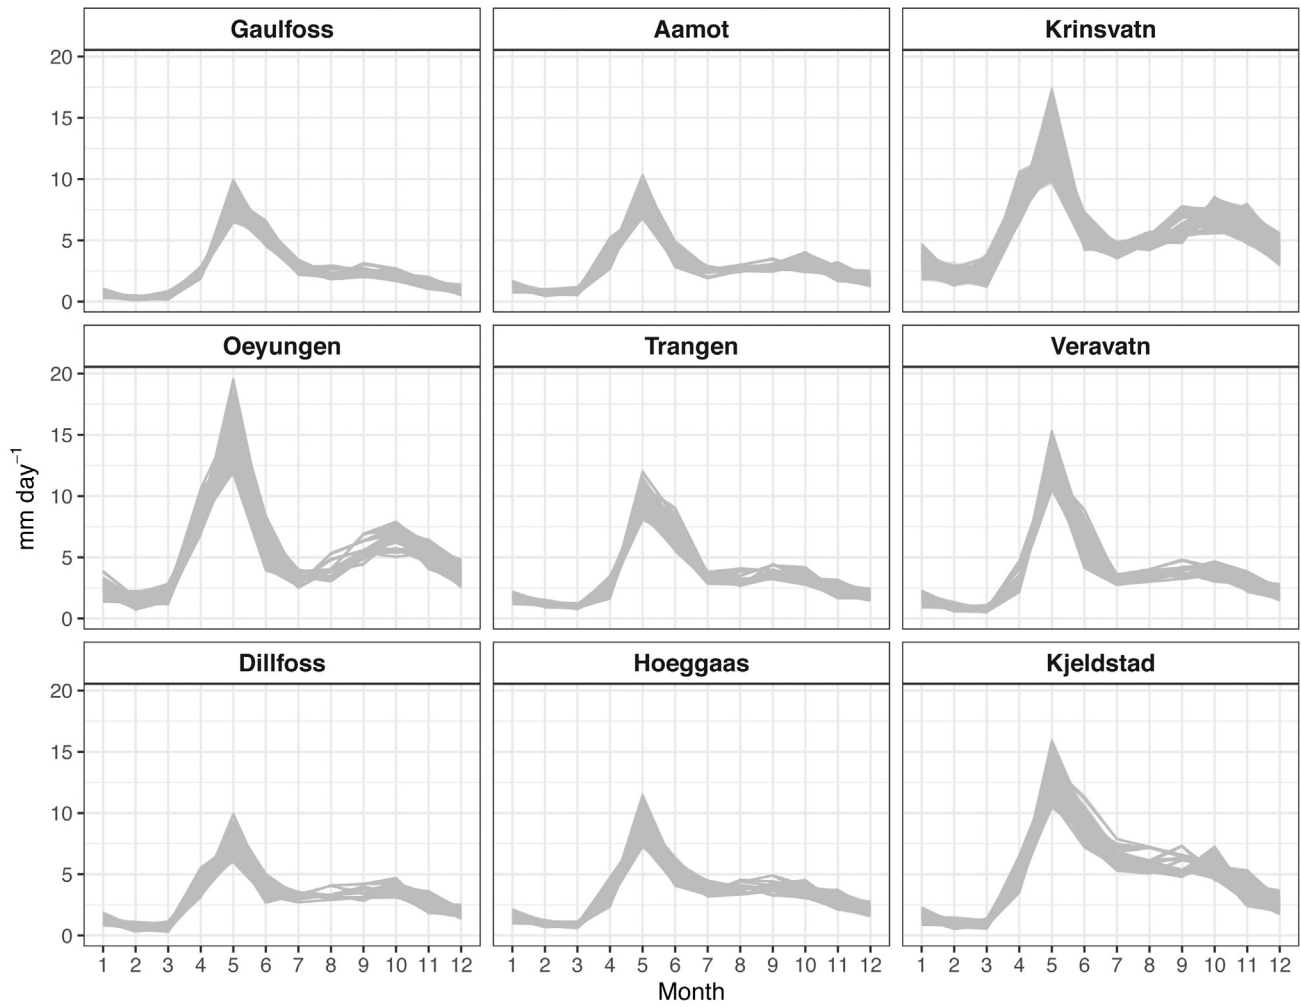 Gaulfoss Aamot Krinsvatn
20
15
10
5
0
Oeyungen Trangen Veravatn
20
15
10
5
0
mm day⁻¹
Dillfoss Hoeggaas Kjeldstad
20
15
10
5
0
1 2 3 4 5 6 7 8 9 10 11 12 1 2 3 4 5 6 7 8 9 10 11 12 1 2 3 4 5 6 7 8 9 10 11 12
Month